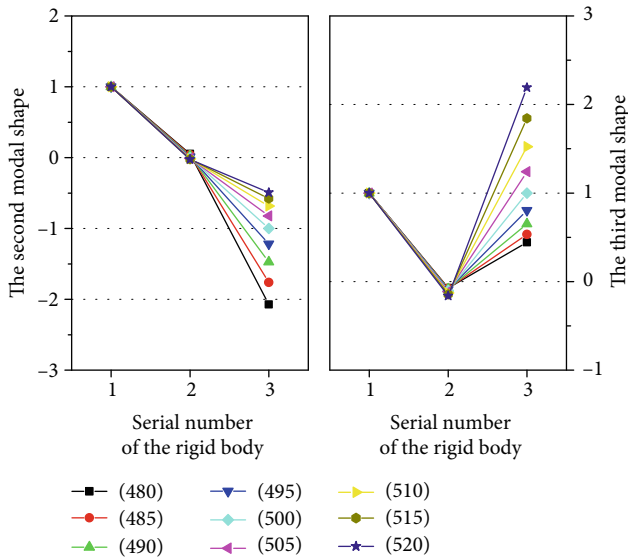 2
1
0
−1
−2
−3
The second modal shape
1 2 3
Serial number
of the rigid body
3
2
1
0
−1
The third modal shape
1 2 3
Serial number
of the rigid body
(480) (495) (510)
(485) (500) (515)
(490) (505) (520)